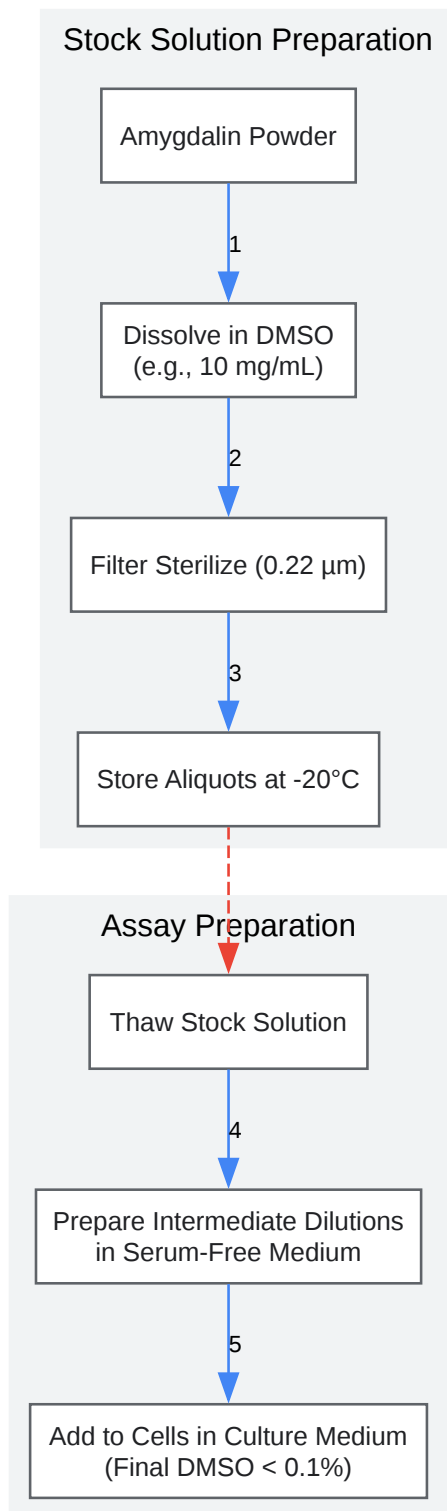 Stock Solution Preparation
Amygdalin Powder
1
Dissolve in DMSO
(e.g., 10 mg/mL)
2
Filter Sterilize (0.22 µm)
3
Store Aliquots at -20°C
Assay Preparation
Thaw Stock Solution
4
Prepare Intermediate Dilutions
in Serum-Free Medium
5
Add to Cells in Culture Medium
(Final DMSO < 0.1%)